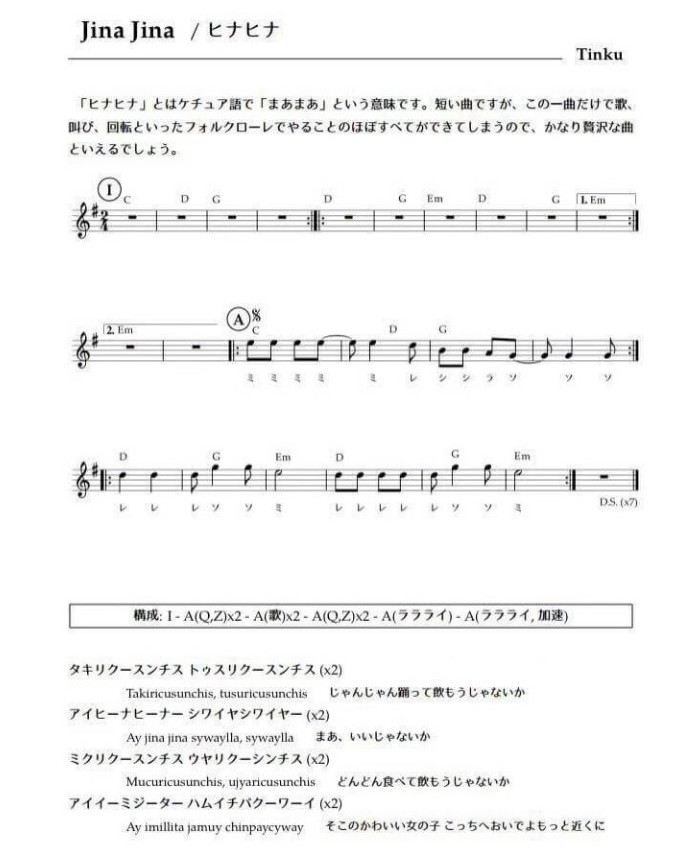 Jina Jina / ヒナヒナ
Tinku
「ヒナヒナ」とはケチュア語で「まあまあ」という意味です。短い曲ですが、この一曲だけで歌、
叫び、回転といったフォルクローレでやることのほぼすべてができてしまうので、かなり贅沢な曲
といえるでしょう。
I
C D G D G Em D G 1. Em
2 4
2. Em A C D G
ミ ミ ミ ミ ミ レ シ シ ラ ソ ソ ソ
D G Em D G Em
レ レ レ ソ ソ ミ レ レ レ レ レ ソ ソ ミ
D.S. (x7)
構成: I - A(Q,Z)x2 - A(歌)x2 - A(Q,Z)x2 - A(ラララライ) - A(ラララライ, 加速)
タキリクースンチス トゥスリクースンチス (x2)
Takiricusunchis, tusuricusunchis じゃんじゃん踊って飲もうじゃないか
アイヒーナヒーナー シワイヤシワイヤー (x2)
Ay jina jina sywaylla, sywaylla まあ、いいじゃないか
ミクリクースンチス ウヤリクーシンチス (x2)
Mucuricusunchis, ujyaricusunchis どんどん食べて飲もうじゃないか
アイイーミジーター ハムイチパクーワーイ (x2)
Ay imillita jamuy chinpaycyway そこのかわいい女の子 こっちへおいでよもっと近くに